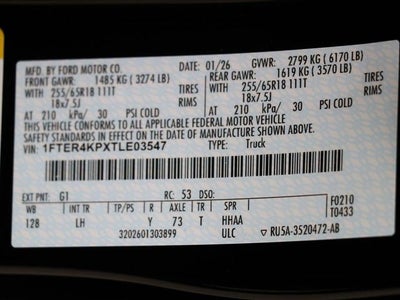 MFD. BY FORD MOTOR CO. DATE: 01/26 GVWR: 2799 KG (6170 LB)
FRONT GAWR: 1485 KG (3274 LB) REAR GAWR: 1619 KG (3570 LB)
WITH 255/65R18 111T TIRES WITH 255/65R18 111T TIRES
18x7.5J RIMS 18x7.5J RIMS
AT 210 kPa/ 30 PSI COLD AT 210 kPa/ 30 PSI COLD
THIS VEHICLE CONFORMS TO ALL APPLICABLE FEDERAL MOTOR VEHICLE
SAFETY STANDARDS IN EFFECT ON THE DATE OF MANUFACTURE SHOWN ABOVE.
VIN: 1FTER4KPXTLE03547 TYPE: Truck
EXT PNT: G1 RC: 53 DSO:
WB INT TR TP/PS R AXLE TR SPR F0210
128 LH Y 73 T HHAA T0433
3202601303899 ULC RU5A-3520472-AB